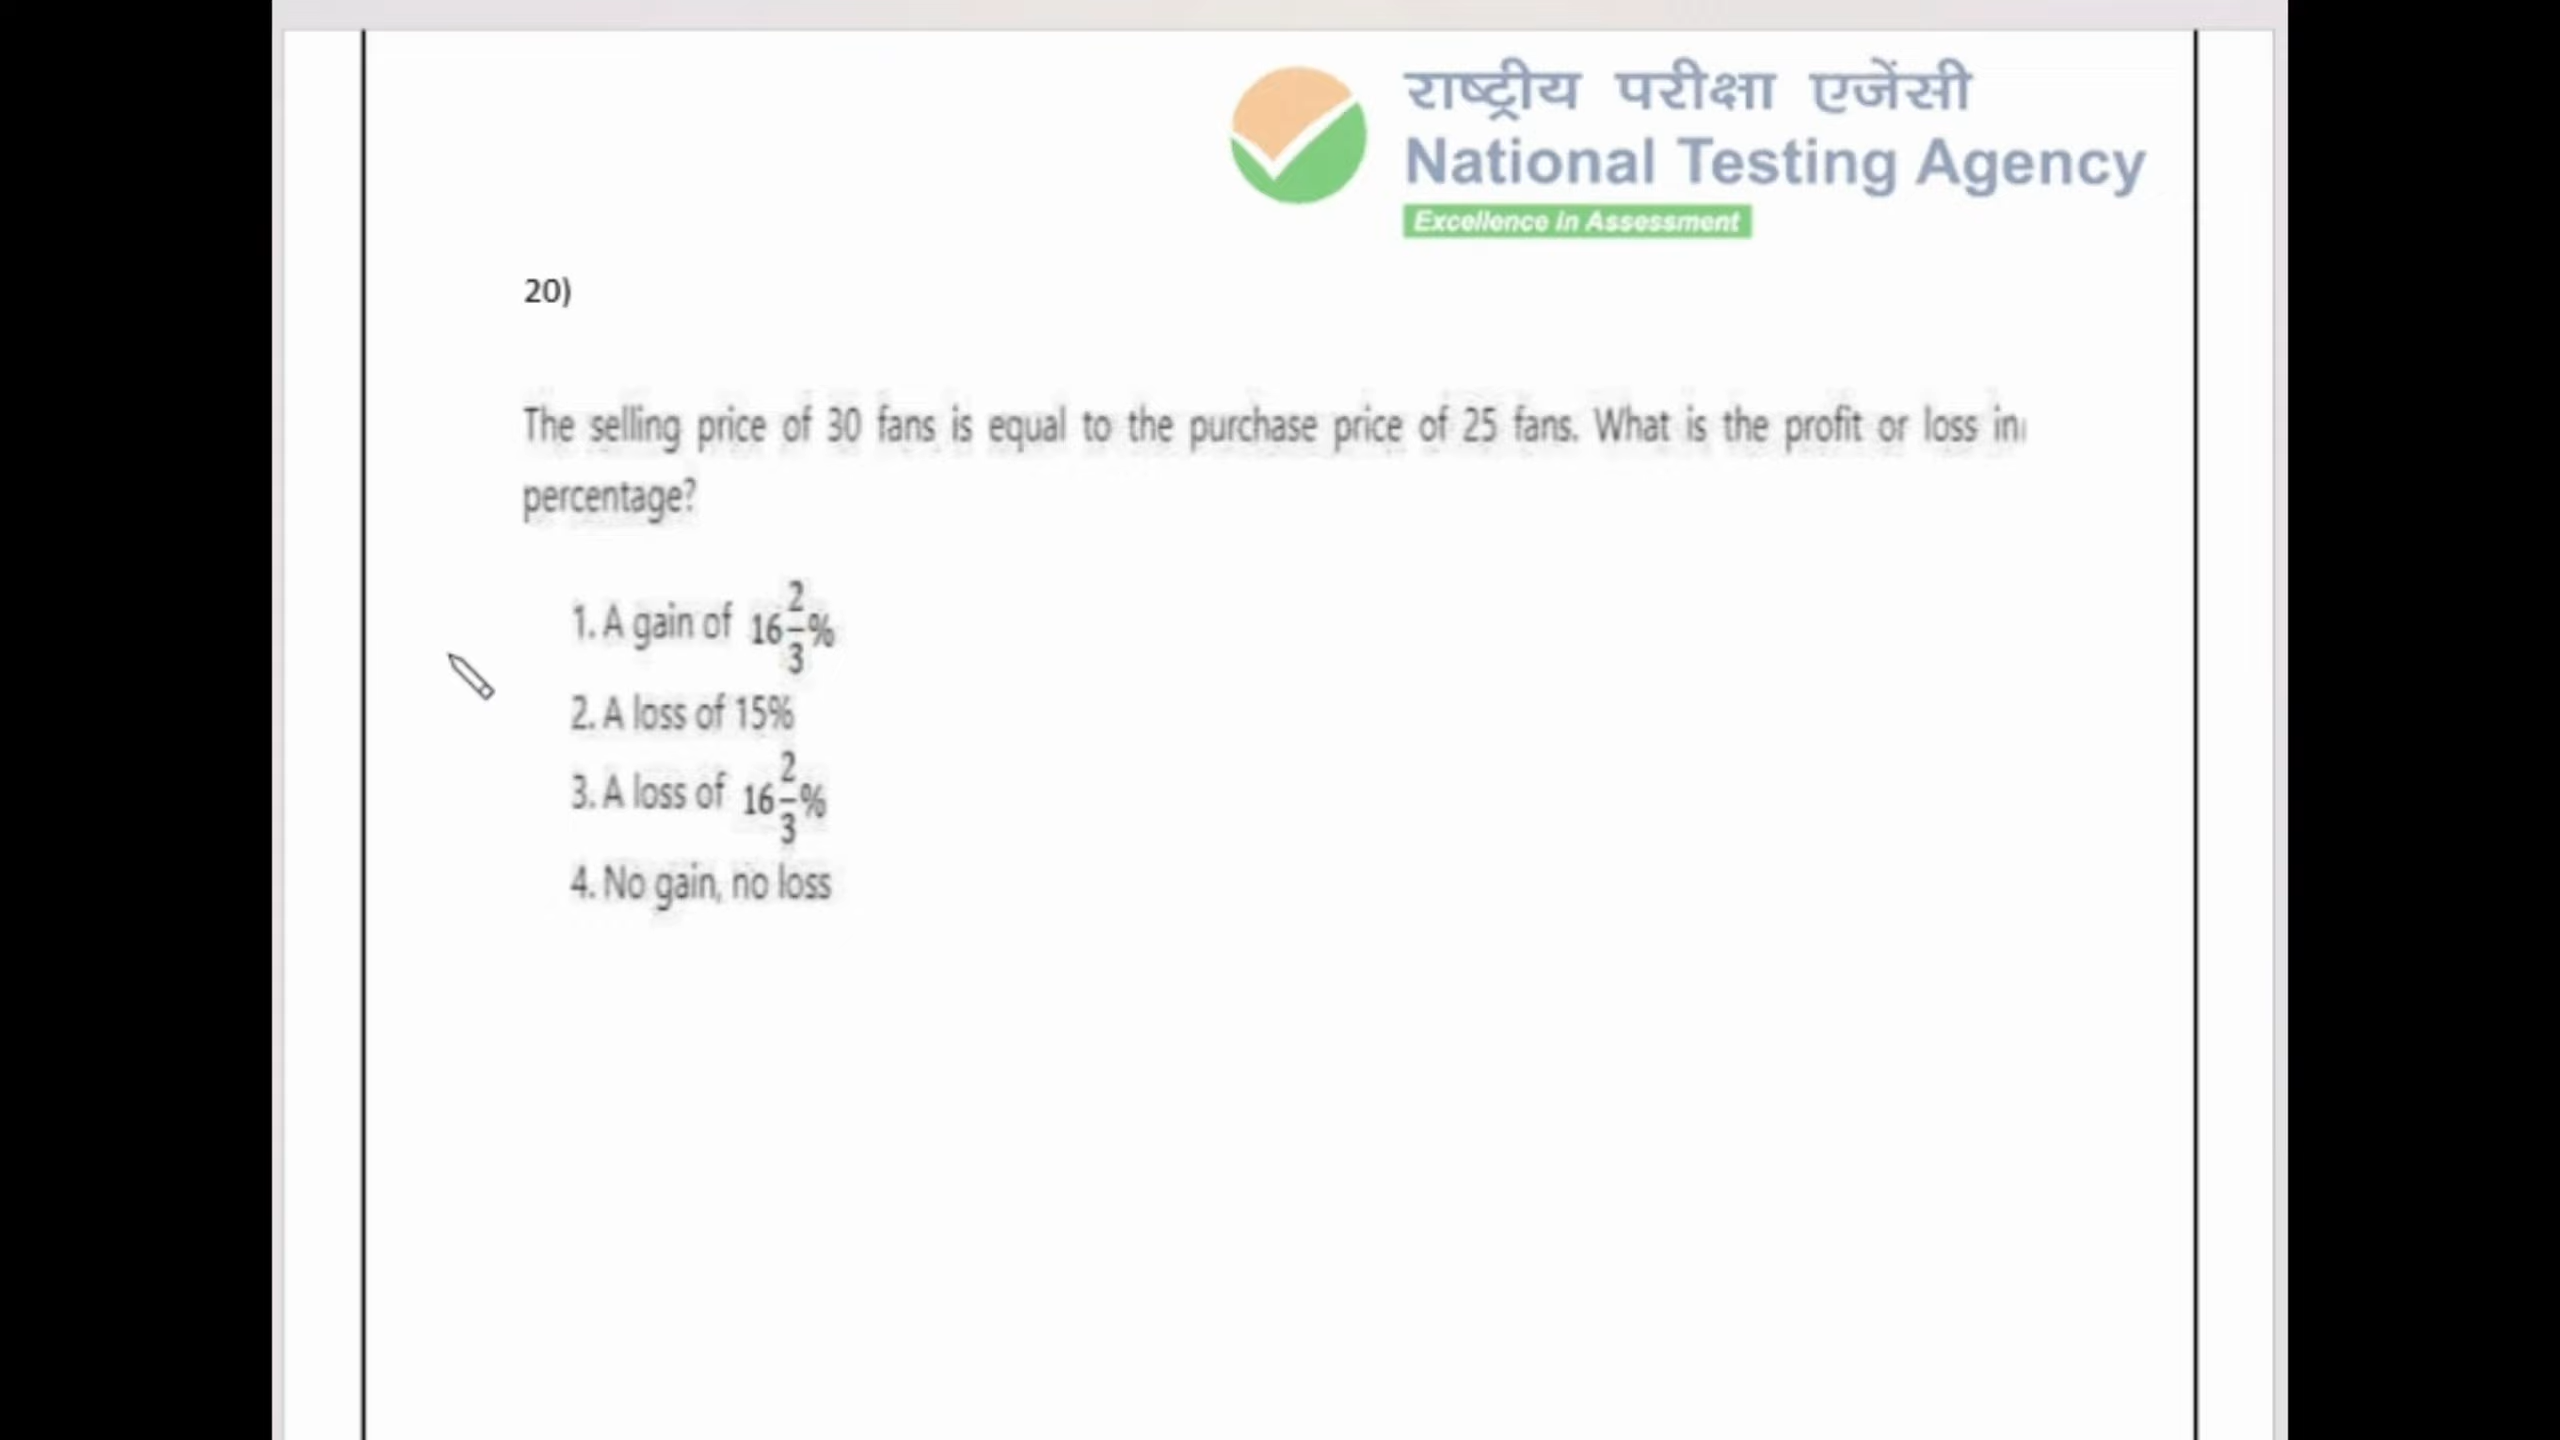 राष्ट्रीय परीक्षा एजेंसी
National Testing Agency
Excellence in Assessment
20)
The selling price of 30 fans is equal to the purchase price of 25 fans. What is the profit or loss in
percentage?
1. A gain of 16 2/3 %
2. A loss of 15%
3. A loss of 16 2/3 %
4. No gain, no loss